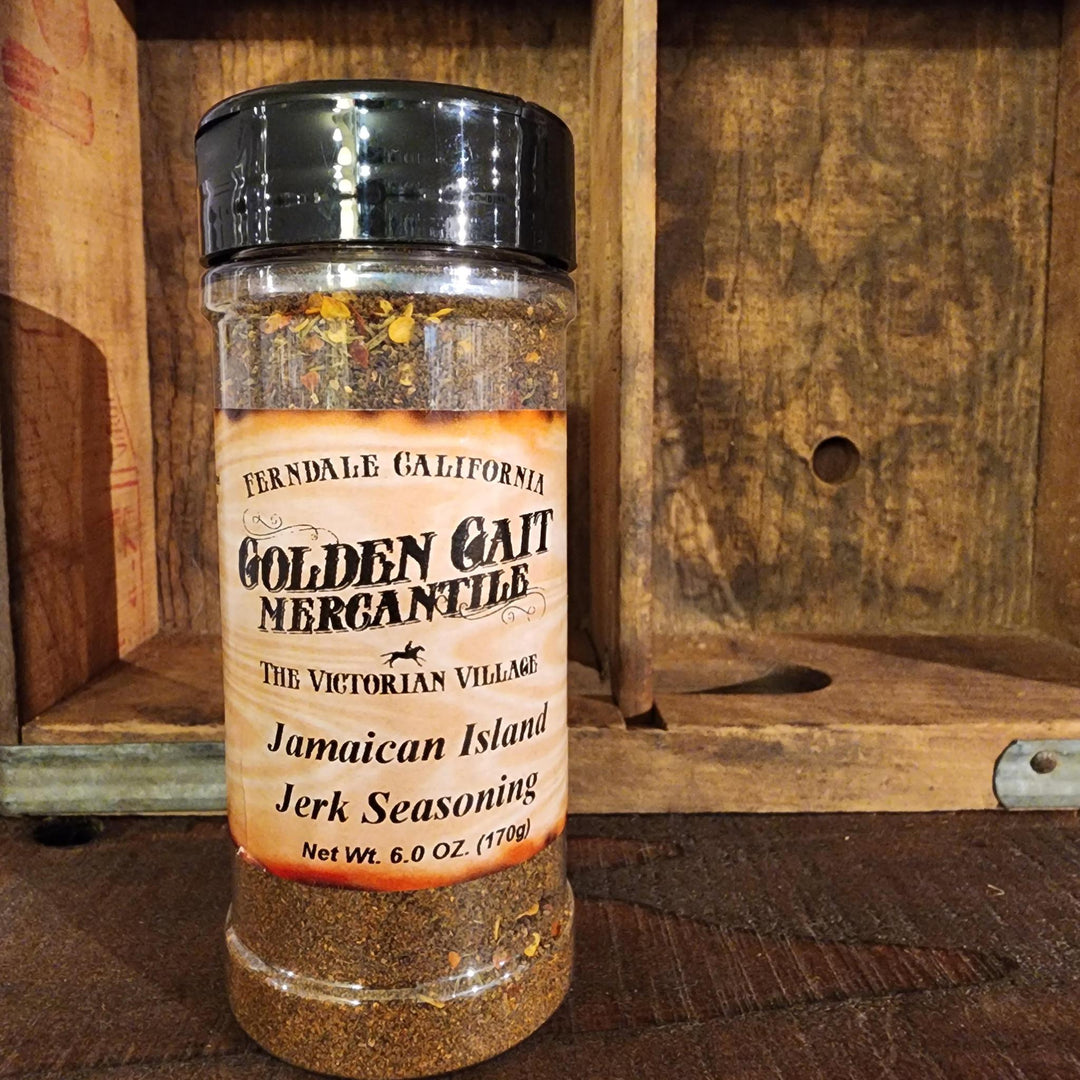 FERNDALE CALIFORNIA
GOLDEN GAIT
MERCANTILE
THE VICTORIAN VILLAGE
Jamaican Island
Jerk Seasoning
Net Wt. 6.0 OZ. (170g)